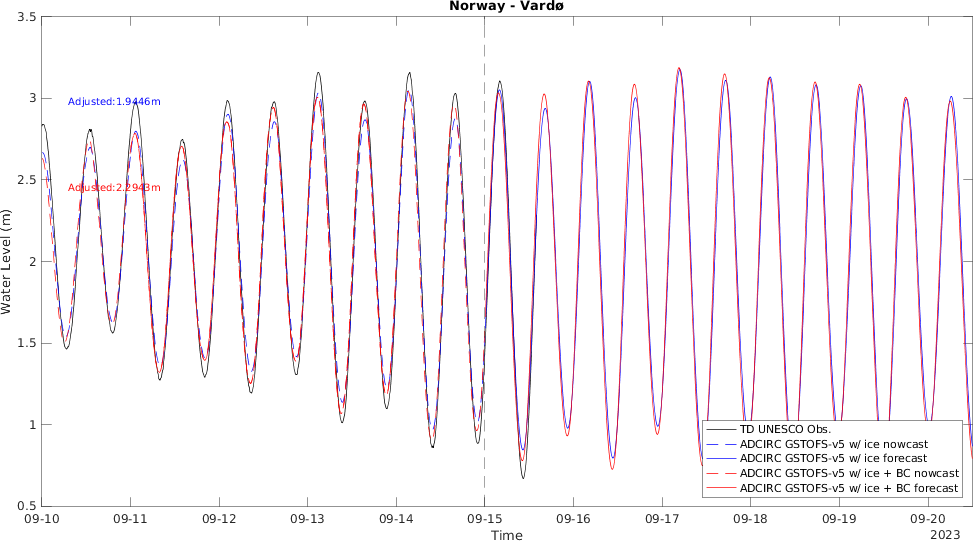 Norway - Vardø
3.5
3
2.5
2
1.5
1
0.5
Water Level (m)
Adjusted:1.9446m
Adjusted:2.2943m
TD UNESCO Obs.
ADCIRC GSTOFS-v5 w/ ice nowcast
ADCIRC GSTOFS-v5 w/ ice forecast
ADCIRC GSTOFS-v5 w/ ice + BC nowcast
ADCIRC GSTOFS-v5 w/ ice + BC forecast
09-10 09-11 09-12 09-13 09-14 09-15 09-16 09-17 09-18 09-19 09-20
Time
2023